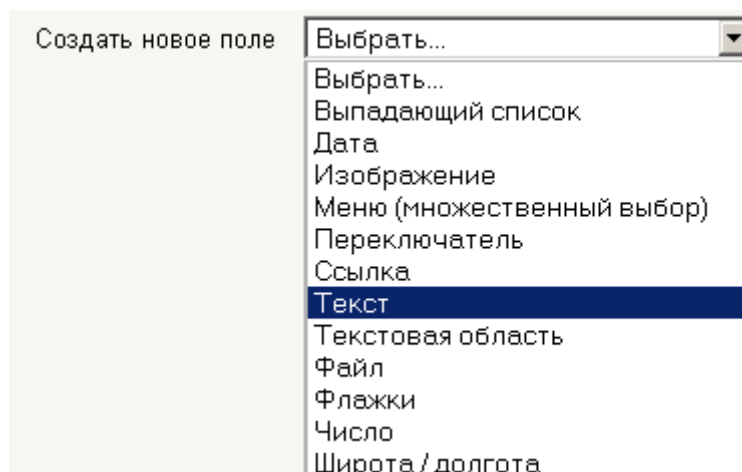 Создать новое поле Выбрать...
Выбрать...
Выпадающий список
Дата
Изображение
Меню (множественный выбор)
Переключатель
Ссылка
Текст
Текстовая область
Файл
Флажки
Число
Широта / долгота